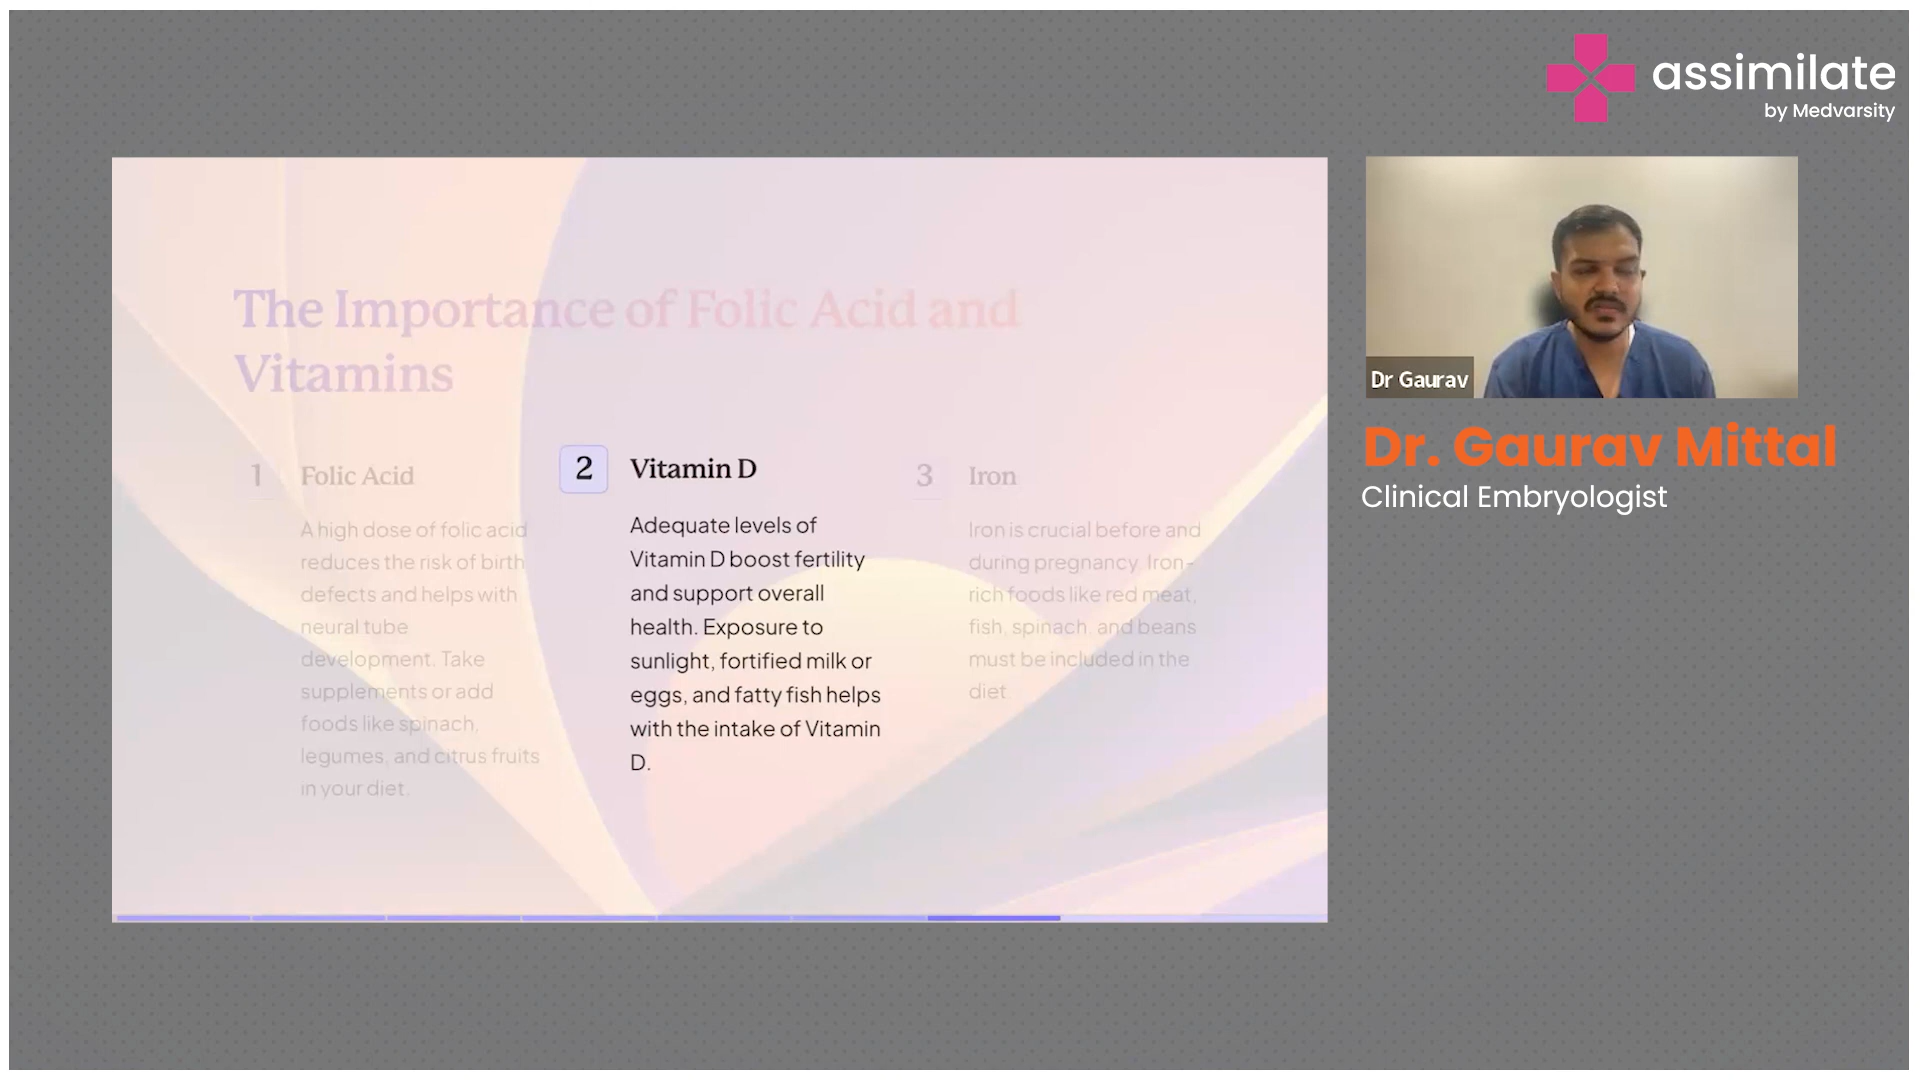 assimilate
by Medvarsity
The Importance of Folic Acid and
Vitamins
1 Folic Acid
A high dose of folic acid
reduces the risk of birth
defects and helps with
neural tube
development. Take
supplements or add
foods like spinach,
legumes, and citrus fruits
in your diet.
2 Vitamin D
Adequate levels of
Vitamin D boost fertility
and support overall
health. Exposure to
sunlight, fortified milk or
eggs, and fatty fish helps
with the intake of Vitamin
D.
3 Iron
Iron is crucial before and
during pregnancy. Iron-
rich foods like red meat,
fish, spinach, and beans
must be included in the
diet.
Dr Gaurav
Dr. Gaurav Mittal
Clinical Embryologist